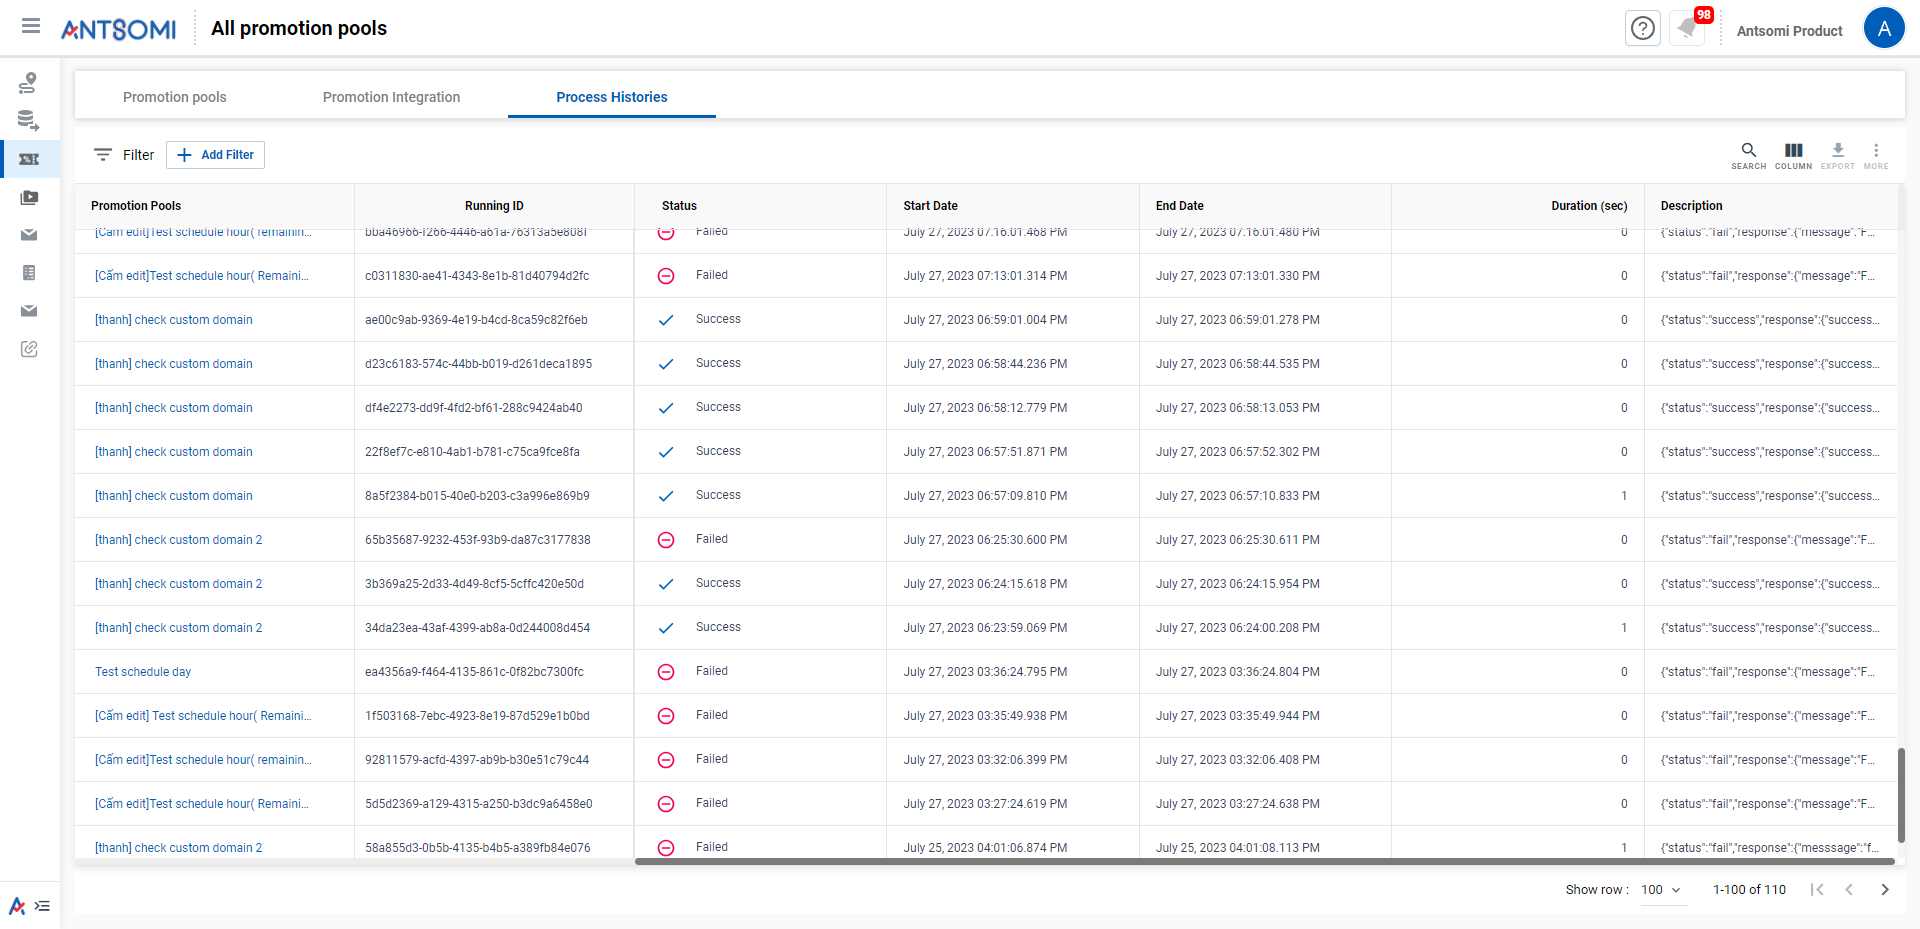 ANTSOMI All promotion pools 98 Antsomi Product A
Promotion pools Promotion Integration Process Histories
Filter Add Filter SEARCH COLUMN EXPORT MORE
Promotion Pools Running ID Status Start Date End Date Duration (sec) Description
[Cấm edit]Test schedule hour( remainin... bba46966-f266-4446-a61a-76313a5e808f Failed July 27, 2023 07:16:01.468 PM July 27, 2023 07:16:01.480 PM 0 {"status":"fail","response":{"message":"F...
[Cấm edit]Test schedule hour( Remaini... c0311830-ae41-4343-8e1b-81d40794d2fc Failed July 27, 2023 07:13:01.314 PM July 27, 2023 07:13:01.330 PM 0 {"status":"fail","response":{"message":"F...
[thanh] check custom domain ae00c9ab-9369-4e19-b4cd-8ca59c82f6eb Success July 27, 2023 06:59:01.004 PM July 27, 2023 06:59:01.278 PM 0 {"status":"success","response":{"success...
[thanh] check custom domain d23c6183-574c-44bb-b019-d261deca1895 Success July 27, 2023 06:58:44.236 PM July 27, 2023 06:58:44.535 PM 0 {"status":"success","response":{"success...
[thanh] check custom domain df4e2273-dd9f-4fd2-bf61-288c9424ab40 Success July 27, 2023 06:58:12.779 PM July 27, 2023 06:58:13.053 PM 0 {"status":"success","response":{"success...
[thanh] check custom domain 22f8ef7c-e810-4ab1-b781-c75ca9fce8fa Success July 27, 2023 06:57:51.871 PM July 27, 2023 06:57:52.302 PM 0 {"status":"success","response":{"success...
[thanh] check custom domain 8a5f2384-b015-40e0-b203-c3a996e869b9 Success July 27, 2023 06:57:09.810 PM July 27, 2023 06:57:10.833 PM 1 {"status":"success","response":{"success...
[thanh] check custom domain 2 65b35687-9232-453f-93b9-da87c3177838 Failed July 27, 2023 06:25:30.600 PM July 27, 2023 06:25:30.611 PM 0 {"status":"fail","response":{"message":"F...
[thanh] check custom domain 2 3b369a25-2d33-4d49-8cf5-5cffc420e50d Success July 27, 2023 06:24:15.618 PM July 27, 2023 06:24:15.954 PM 0 {"status":"success","response":{"success...
[thanh] check custom domain 2 34da23ea-43af-4399-ab8a-0d244008d454 Success July 27, 2023 06:23:59.069 PM July 27, 2023 06:24:00.208 PM 1 {"status":"success","response":{"success...
Test schedule day ea4356a9-f464-4135-861c-0f82bc7300fc Failed July 27, 2023 03:36:24.795 PM July 27, 2023 03:36:24.804 PM 0 {"status":"fail","response":{"message":"F...
[Cấm edit] Test schedule hour( Remaini... 1f503168-7ebc-4923-8e19-87d529e1b0bd Failed July 27, 2023 03:35:49.938 PM July 27, 2023 03:35:49.944 PM 0 {"status":"fail","response":{"message":"F...
[Cấm edit]Test schedule hour( remainin... 92811579-acfd-4397-ab9b-b30e51c79c44 Failed July 27, 2023 03:32:06.399 PM July 27, 2023 03:32:06.408 PM 0 {"status":"fail","response":{"message":"F...
[Cấm edit]Test schedule hour( Remaini... 5d5d2369-a129-4315-a250-b3dc9a6458e0 Failed July 27, 2023 03:27:24.619 PM July 27, 2023 03:27:24.638 PM 0 {"status":"fail","response":{"message":"F...
[thanh] check custom domain 2 58a855d3-0b5b-4135-b4b5-a389fb84e076 Failed July 25, 2023 04:01:06.874 PM July 25, 2023 04:01:08.113 PM 1 {"status":"fail","response":{"messsage":"f...
Show row : 100 1-100 of 110